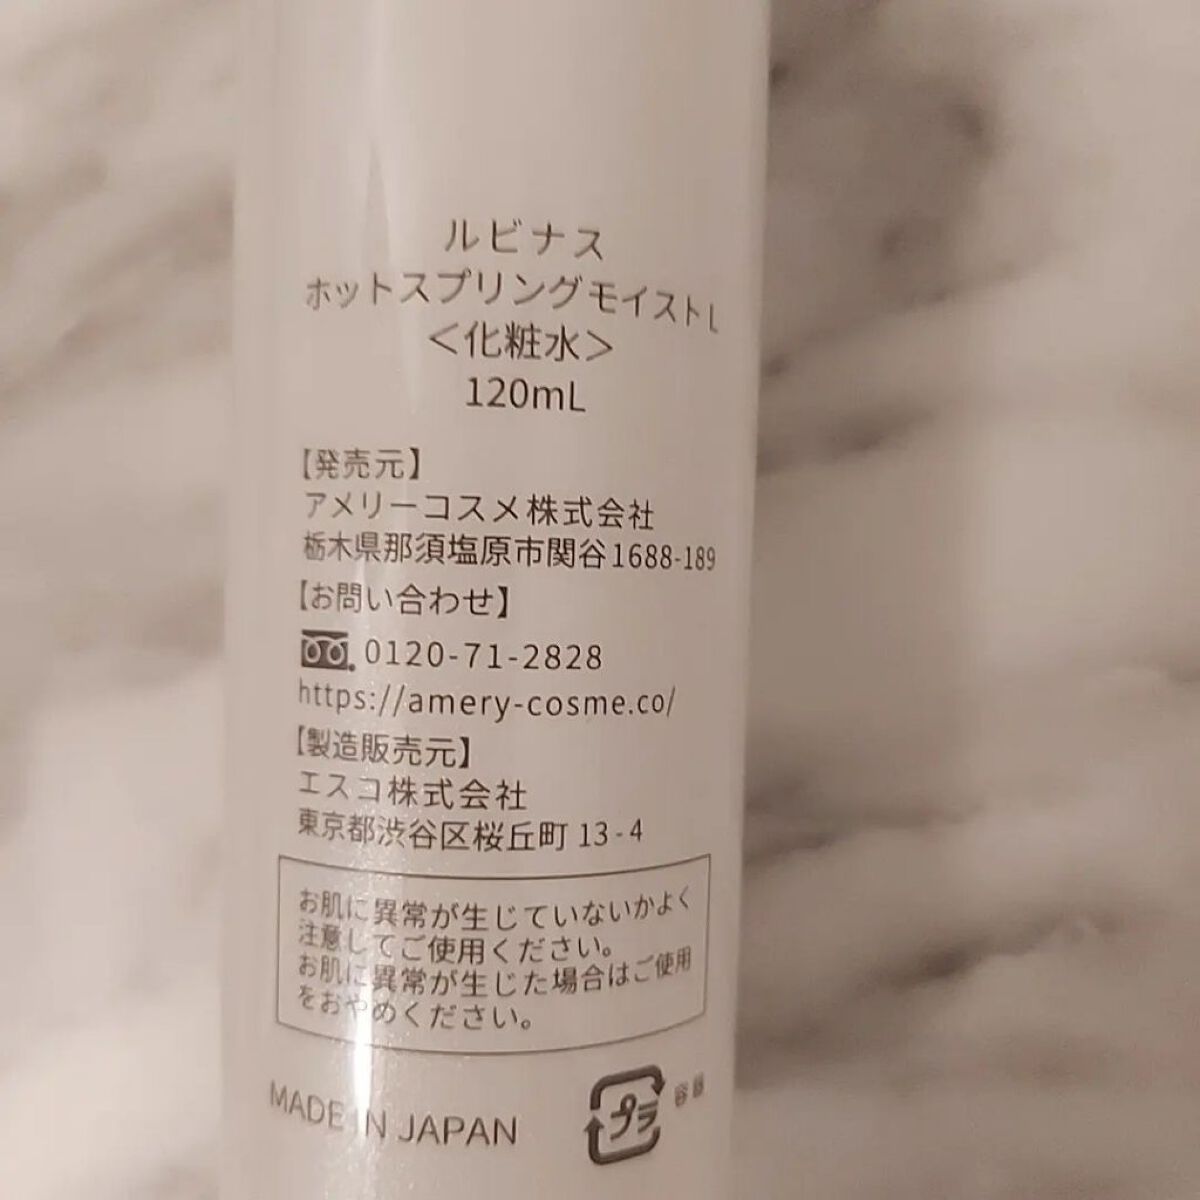 ルビナス
ホットスプリングモイストL
＜化粧水＞
120mL
【発売元】
アメリーコスメ株式会社
栃木県那須塩原市関谷1688-189
【お問い合わせ】
0120-71-2828
https://amery-cosme.co/
【製造販売元】
エスコ株式会社
東京都渋谷区桜丘町 13-4
お肌に異常が生じていないかよく
注意してご使用ください。
お肌に異常が生じた場合はご使用
をおやめください。
MADE IN JAPAN
プラ 容器